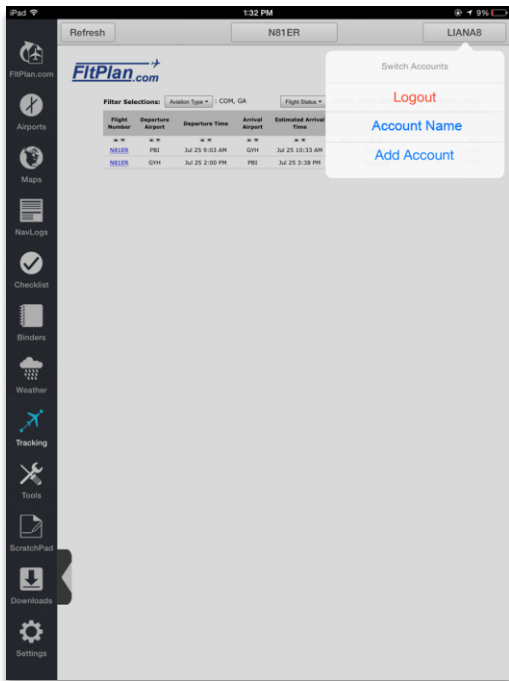 iPad 1:32 PM 9%
Refresh N81ER LIANA8
FltPlan.com
Airports
Maps
NavLogs
Checklist
Binders
Weather
Tracking
Tools
ScratchPad
Downloads
Settings
FltPlan.com
Filter Selections: Aviation Type : COM, GA Flight Status
Flight Number Departure Airport Departure Time Arrival Airport Estimated Arrival Time
N81ER PBI Jul 25 9:03 AM GYH Jul 25 10:33 AM
N81ER GYH Jul 25 2:00 PM PBI Jul 25 3:38 PM
Switch Accounts
Logout
Account Name
Add Account